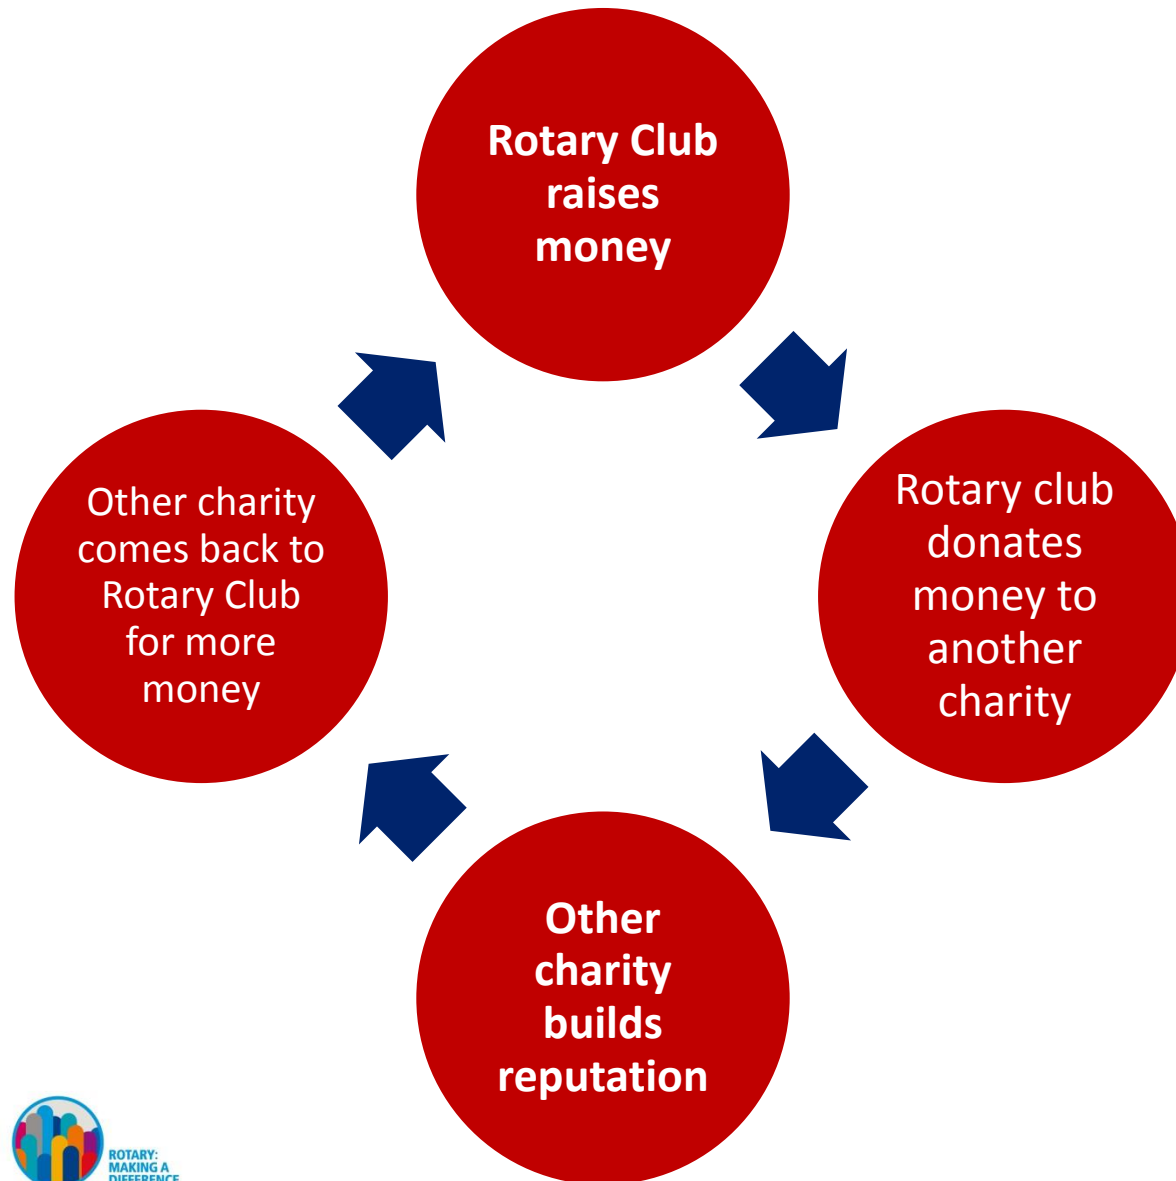 Rotary Club
raises
money
Rotary club
donates
money to
another
charity
Other
charity
builds
reputation
Other charity
comes back to
Rotary Club
for more
money
ROTARY:
MAKING A
DIFFERENCE